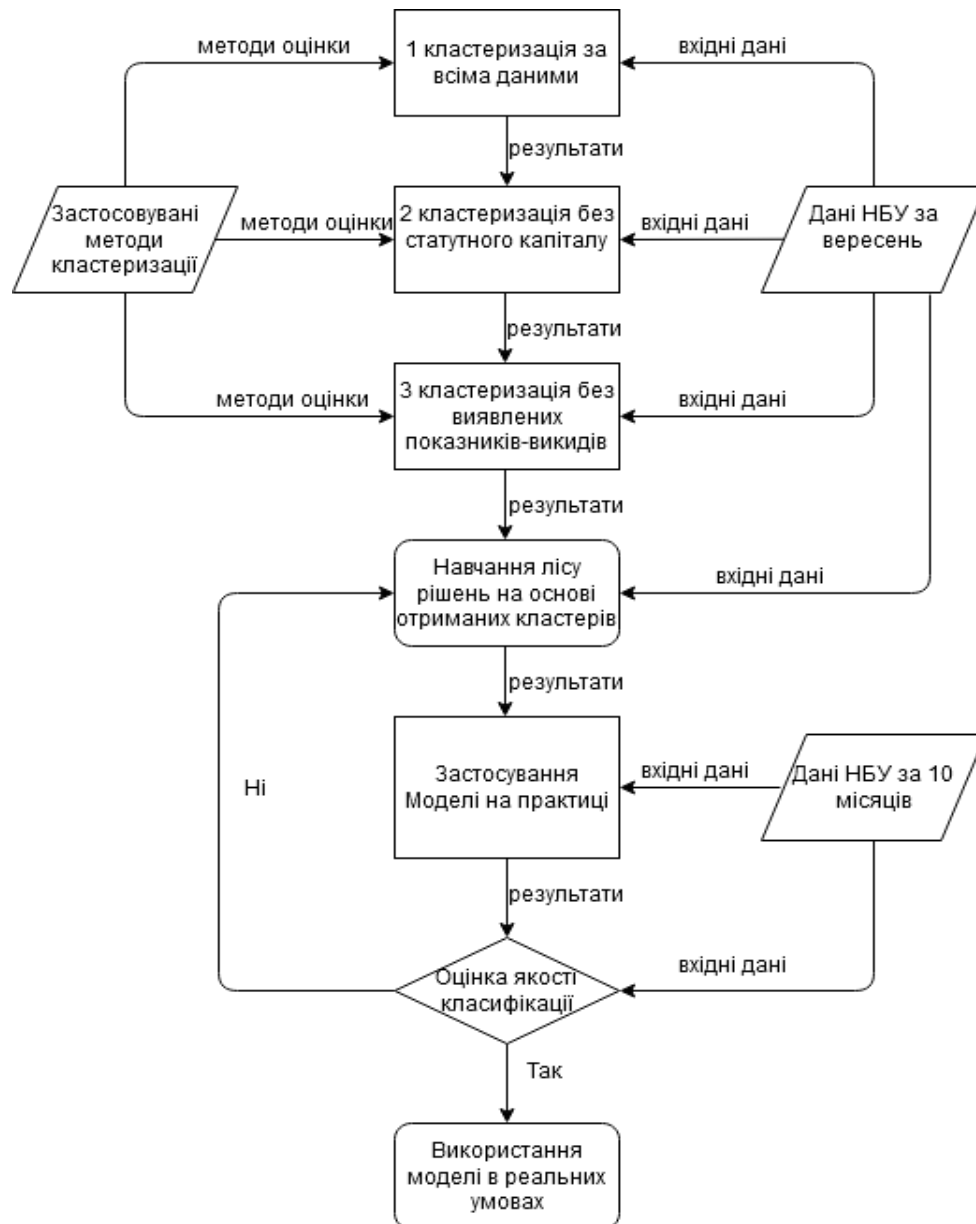 методи оцінки
1 кластеризація за
всіма даними
вхідні дані
результати
Застосовувані
методи
кластеризації
методи оцінки
2 кластеризація без
статутного капіталу
вхідні дані
Дані НБУ за
вересень
результати
методи оцінки
3 кластеризація без
виявлених
показників-викидів
вхідні дані
результати
Навчання лісу
рішень на основі
отриманих кластерів
вхідні дані
результати
Ні
Застосування
Моделі на практиці
вхідні дані
Дані НБУ за 10
місяців
результати
Оцінка якості
класифікації
вхідні дані
Так
Використання
моделі в реальних
умовах